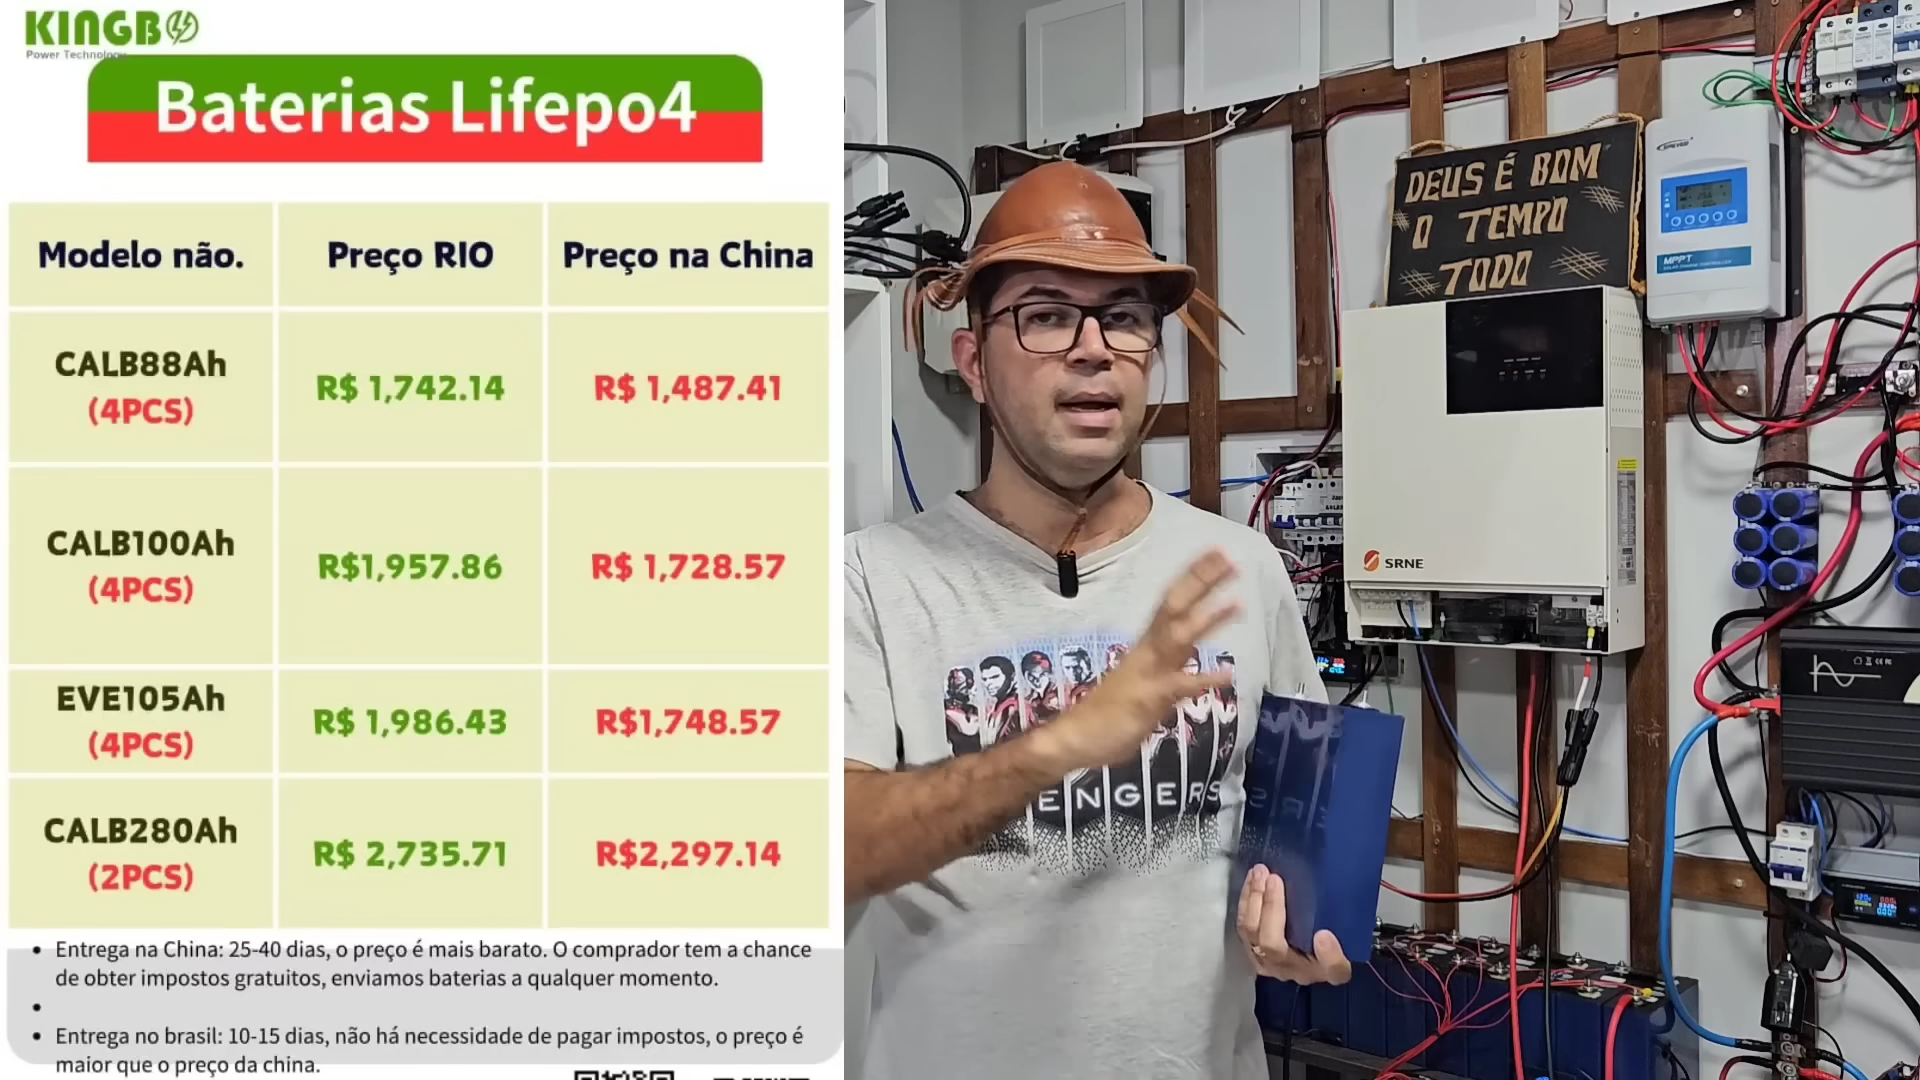 KINGBO
Power Technology
Baterias Lifepo4
Modelo não. Preço RIO Preço na China
CALB88Ah
(4PCS)
R$ 1,742.14 R$ 1,487.41
CALB100Ah
(4PCS)
R$1,957.86 R$ 1,728.57
EVE105Ah
(4PCS)
R$ 1,986.43 R$1,748.57
CALB280Ah
(2PCS)
R$ 2,735.71 R$2,297.14
• Entrega na China: 25-40 dias, o preço é mais barato. O comprador tem a chance
de obter impostos gratuitos, enviamos baterias a qualquer momento.
•
• Entrega no brasil: 10-15 dias, não há necessidade de pagar impostos, o preço é
maior que o preço da china.
DEUS É BOM
O TEMPO
TODO
MPPT
SRNE
ENGERS